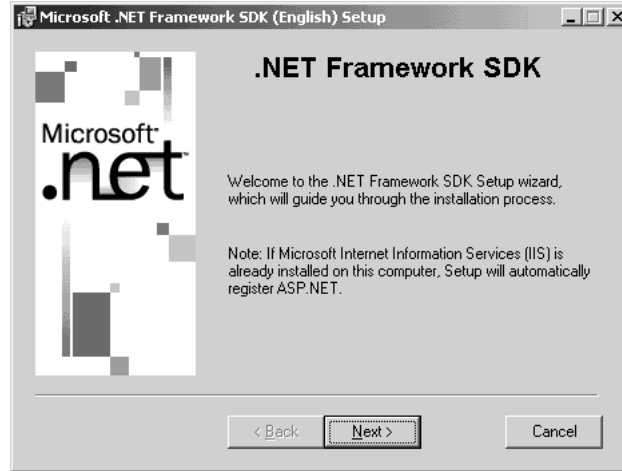 Microsoft .NET Framework SDK (English) Setup
.NET Framework SDK
Microsoft
.net
Welcome to the .NET Framework SDK Setup wizard,
which will guide you through the installation process.
Note: If Microsoft Internet Information Services (IIS) is
already installed on this computer, Setup will automatically
register ASP.NET.
< Back
Next >
Cancel